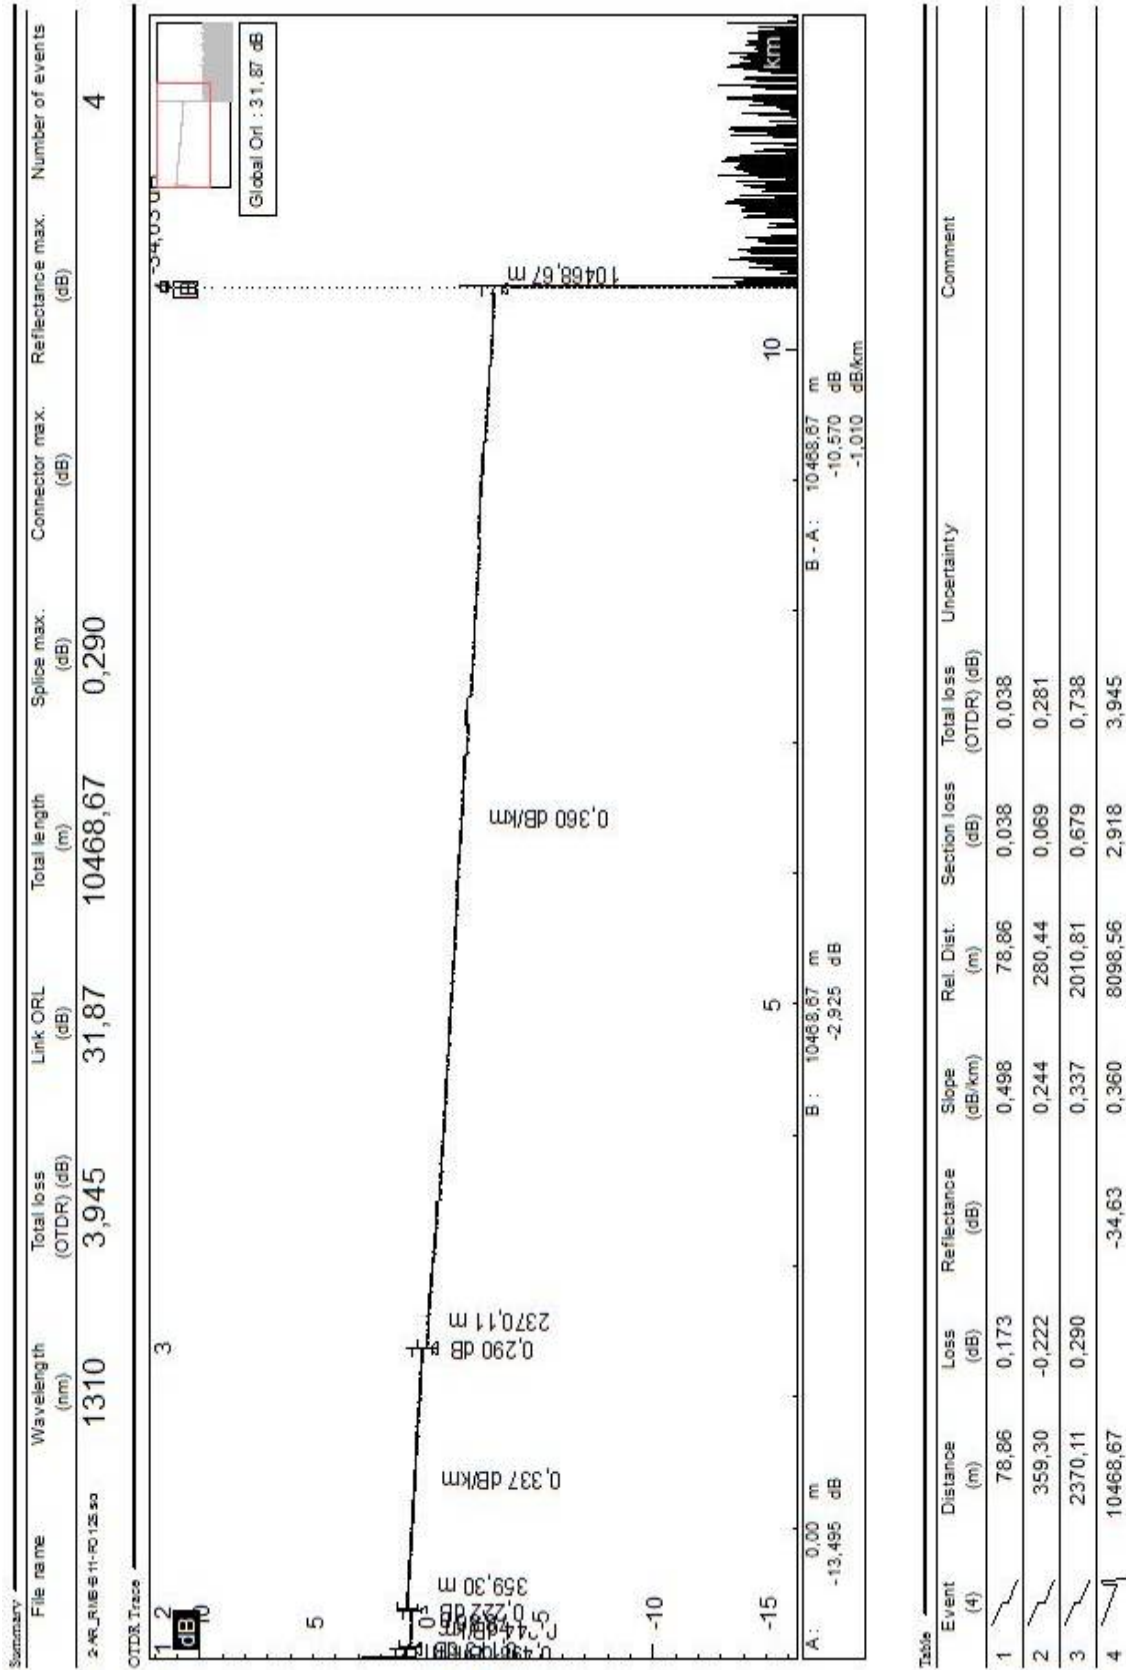 Summary
File name Wavelength Total loss Link ORL Total length Splice max. Connector max. Reflectance max. Number of events
(nm) (OTDR) (dB) (dB) (m) (dB) (dB) (dB)
1310 3,945 31,87 10468,67 0,290 4
OTDR Trace
1 2 3
dB
Global Orl : 31,87 dB
5
-10
-15
359,30 m
0,337 dB/km
0,290 dB
2370,11 m
0,360 dB/km
10468,67 m
5 10 km
A : 0,00 m B : 10468,67 m B - A : 10468,67 m
-13,495 dB -2,925 dB -10,570 dB
-1,010 dB/km
Table
Event Distance Loss Reflectance Slope Rel. Dist. Section loss Total loss Uncertainty Comment
(4) (m) (dB) (dB) (dB/km) (m) (dB) (OTDR) (dB)
1 78,86 0,173 0,498 78,86 0,038 0,038
2 359,30 -0,222 0,244 280,44 0,069 0,281
3 2370,11 0,290 0,337 2010,81 0,679 0,738
4 10468,67 -34,63 0,360 8098,56 2,918 3,945